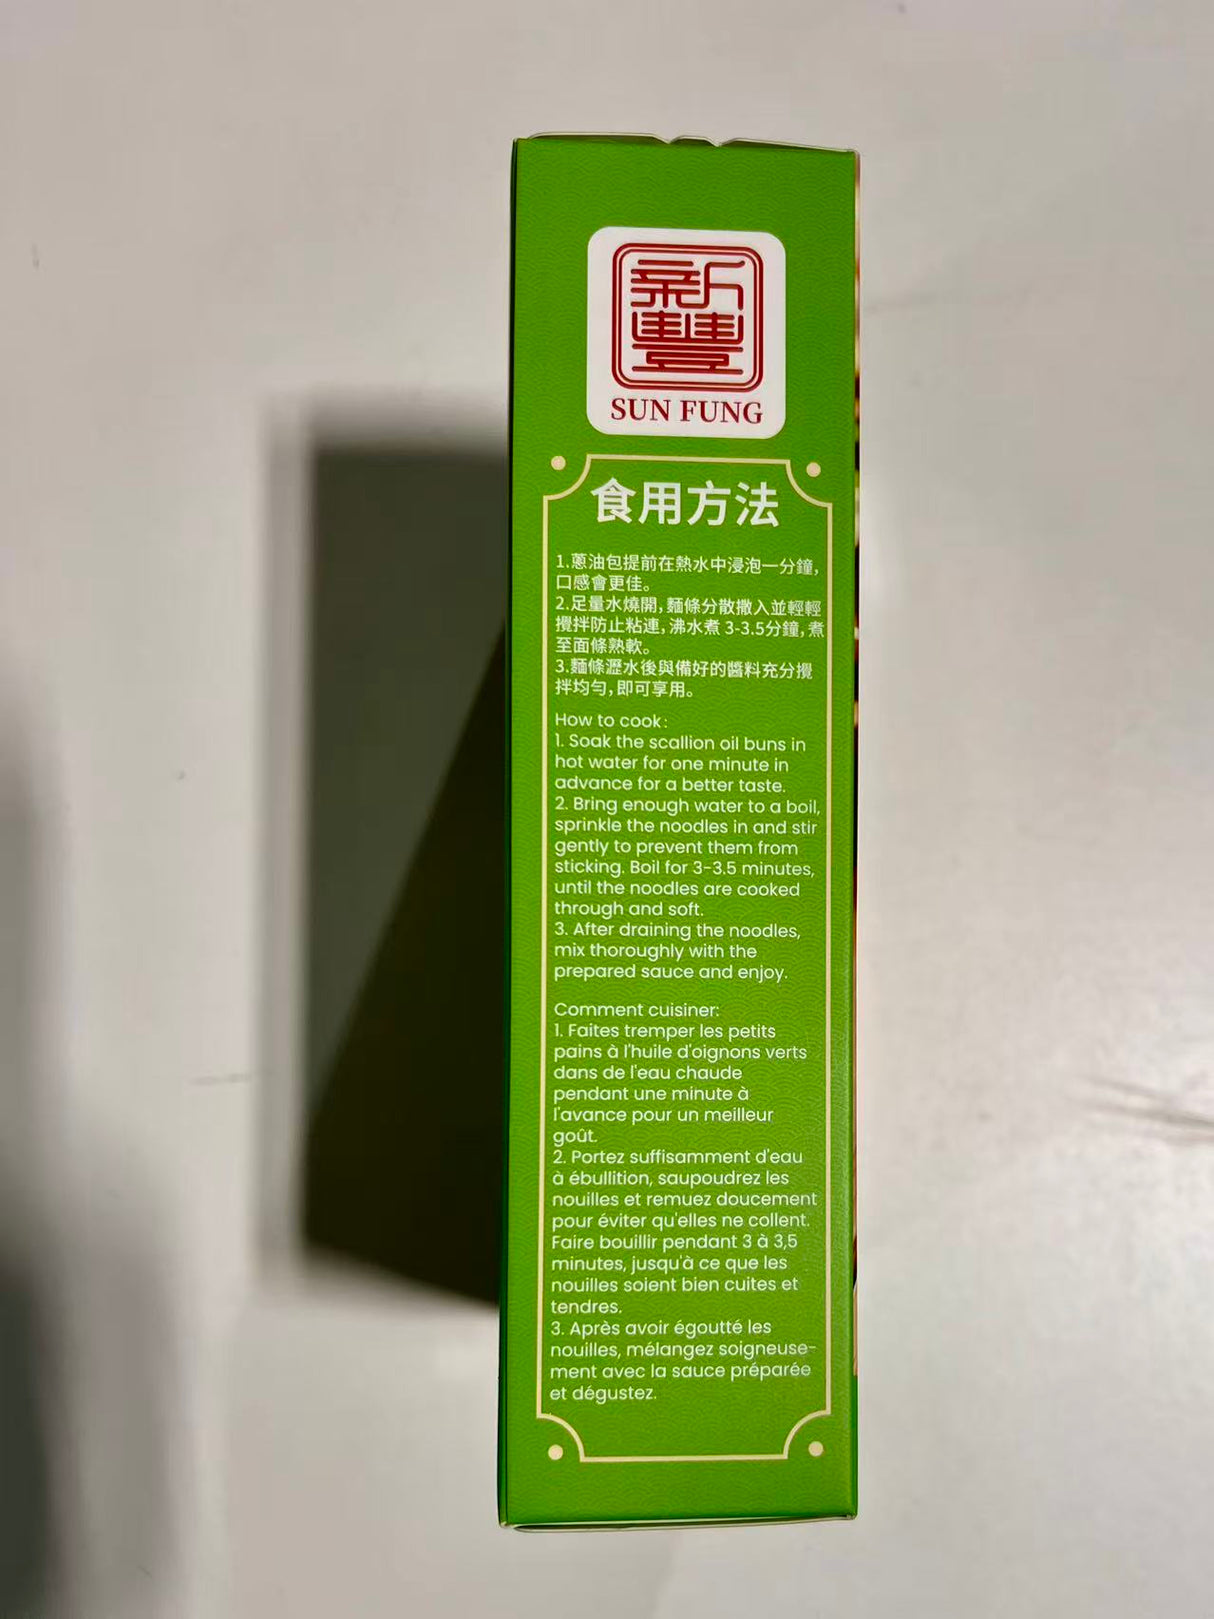 新豐
SUN FUNG
食用方法
1.蔥油包提前在熱水中浸泡一分鐘,
口感會更佳。
2.足量水燒開,麵條分散撒入並輕輕
攪拌防止粘連,沸水煮 3-3.5分鐘,煮
至面條熟軟。
3.麵條瀝水後與備好的醬料充分攪
拌均勻,即可享用。
How to cook:
1. Soak the scallion oil buns in
hot water for one minute in
advance for a better taste.
2. Bring enough water to a boil,
sprinkle the noodles in and stir
gently to prevent them from
sticking. Boil for 3-3.5 minutes,
until the noodles are cooked
through and soft.
3. After draining the noodles,
mix thoroughly with the
prepared sauce and enjoy.
Comment cuisiner:
1. Faites tremper les petits
pains à l'huile d'oignons verts
dans de l'eau chaude
pendant une minute à
l'avance pour un meilleur
goût.
2. Portez suffisamment d'eau
à ébullition, saupoudrez les
nouilles et remuez doucement
pour éviter qu'elles ne collent.
Faire bouillir pendant 3 à 3,5
minutes, jusqu'à ce que les
nouilles soient bien cuites et
tendres.
3. Après avoir égoutté les
nouilles, mélangez soigneuse-
ment avec la sauce préparée
et dégustez.